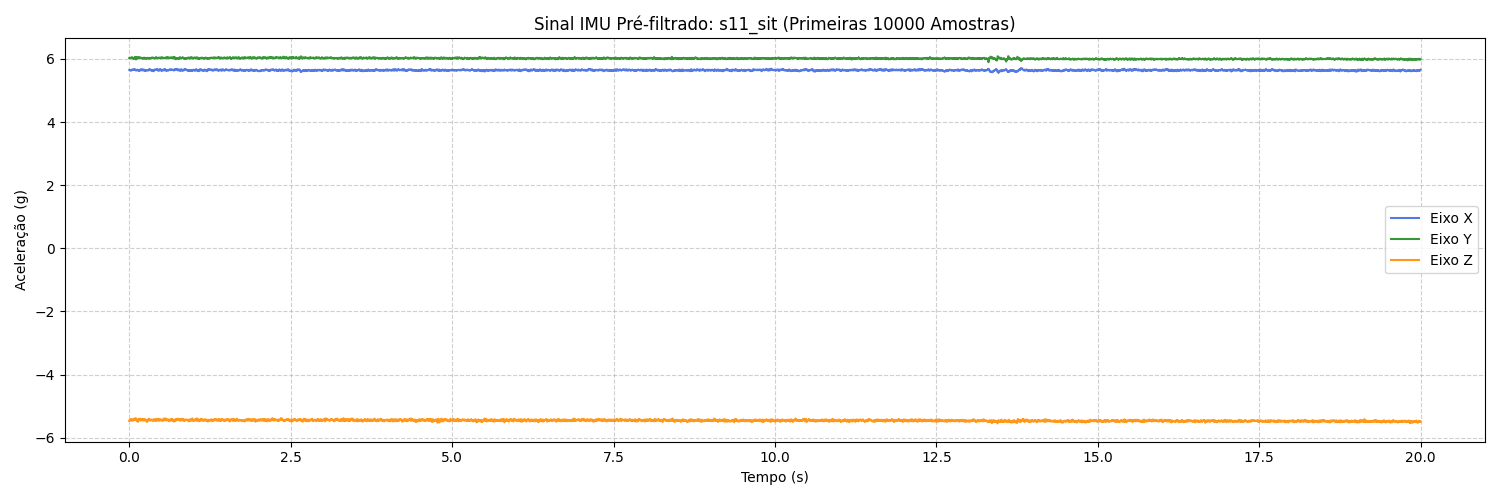 Sinal IMU Pré-filtrado: s11_sit (Primeiras 10000 Amostras)
Aceleração (g)
6
4
2
0
−2
−4
−6
Eixo X
Eixo Y
Eixo Z
0.0 2.5 5.0 7.5 10.0 12.5 15.0 17.5 20.0
Tempo (s)